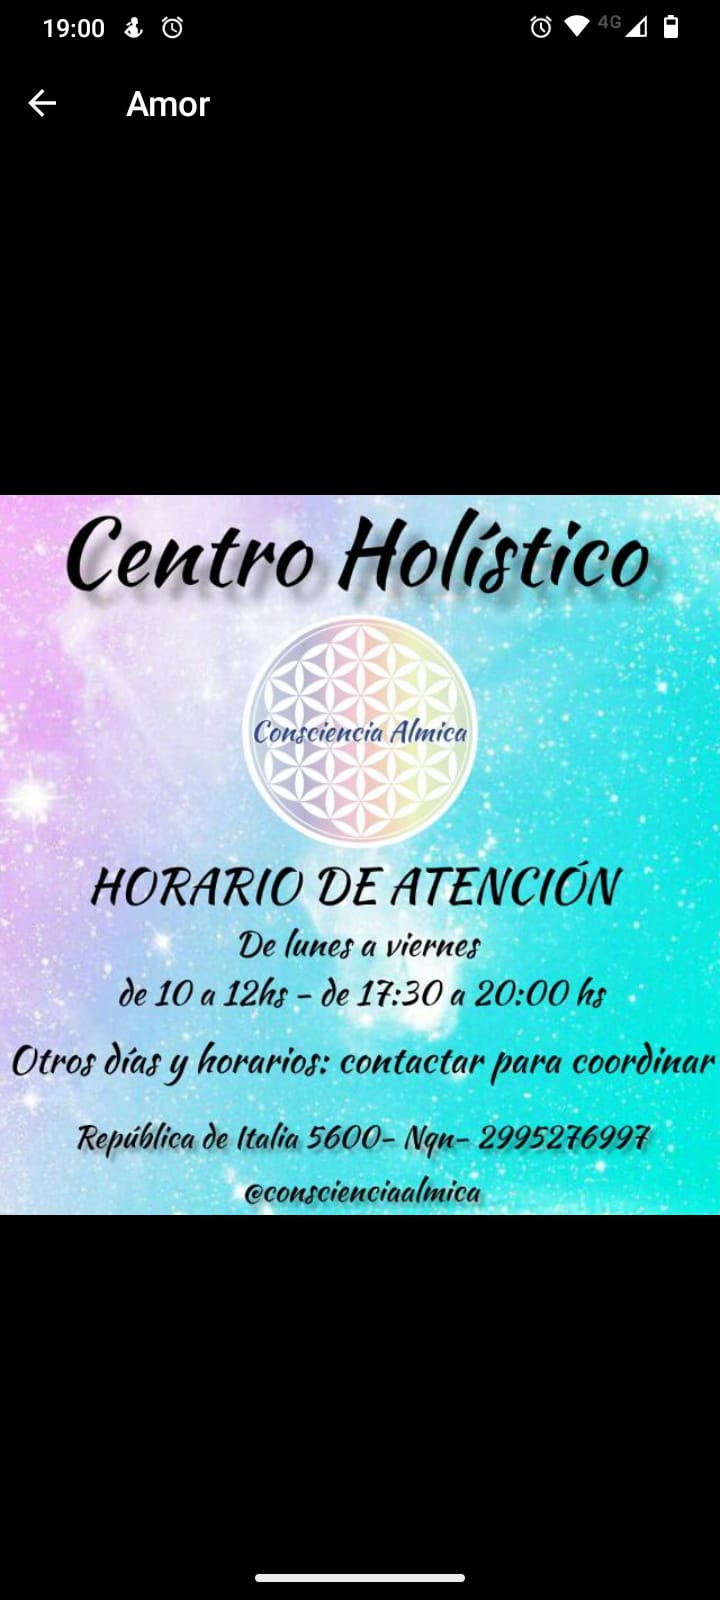 19:00
4G
Amor
Centro Holístico
Consciencia Almica
HORARIO DE ATENCIÓN
De lunes a viernes
de 10 a 12hs - de 17:30 a 20:00 hs
Otros días y horarios: contactar para coordinar
República de Italia 5600- Nqn- 2995276997
@conscienciaalmica